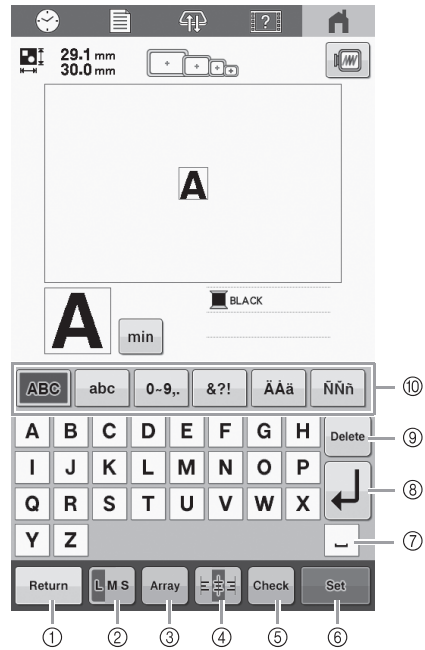 ?
29.1 mm
30.0 mm
A
A
min
BLACK
ABC abc 0~9,. &?! ÄÅä ÑÑñ ⑩
A B C D E F G H Delete ⑨
I J K L M N O P ⑧
Q R S T U V W X
Y Z ⑦
Return L M S Array Check Set
① ② ③ ④ ⑤ ⑥